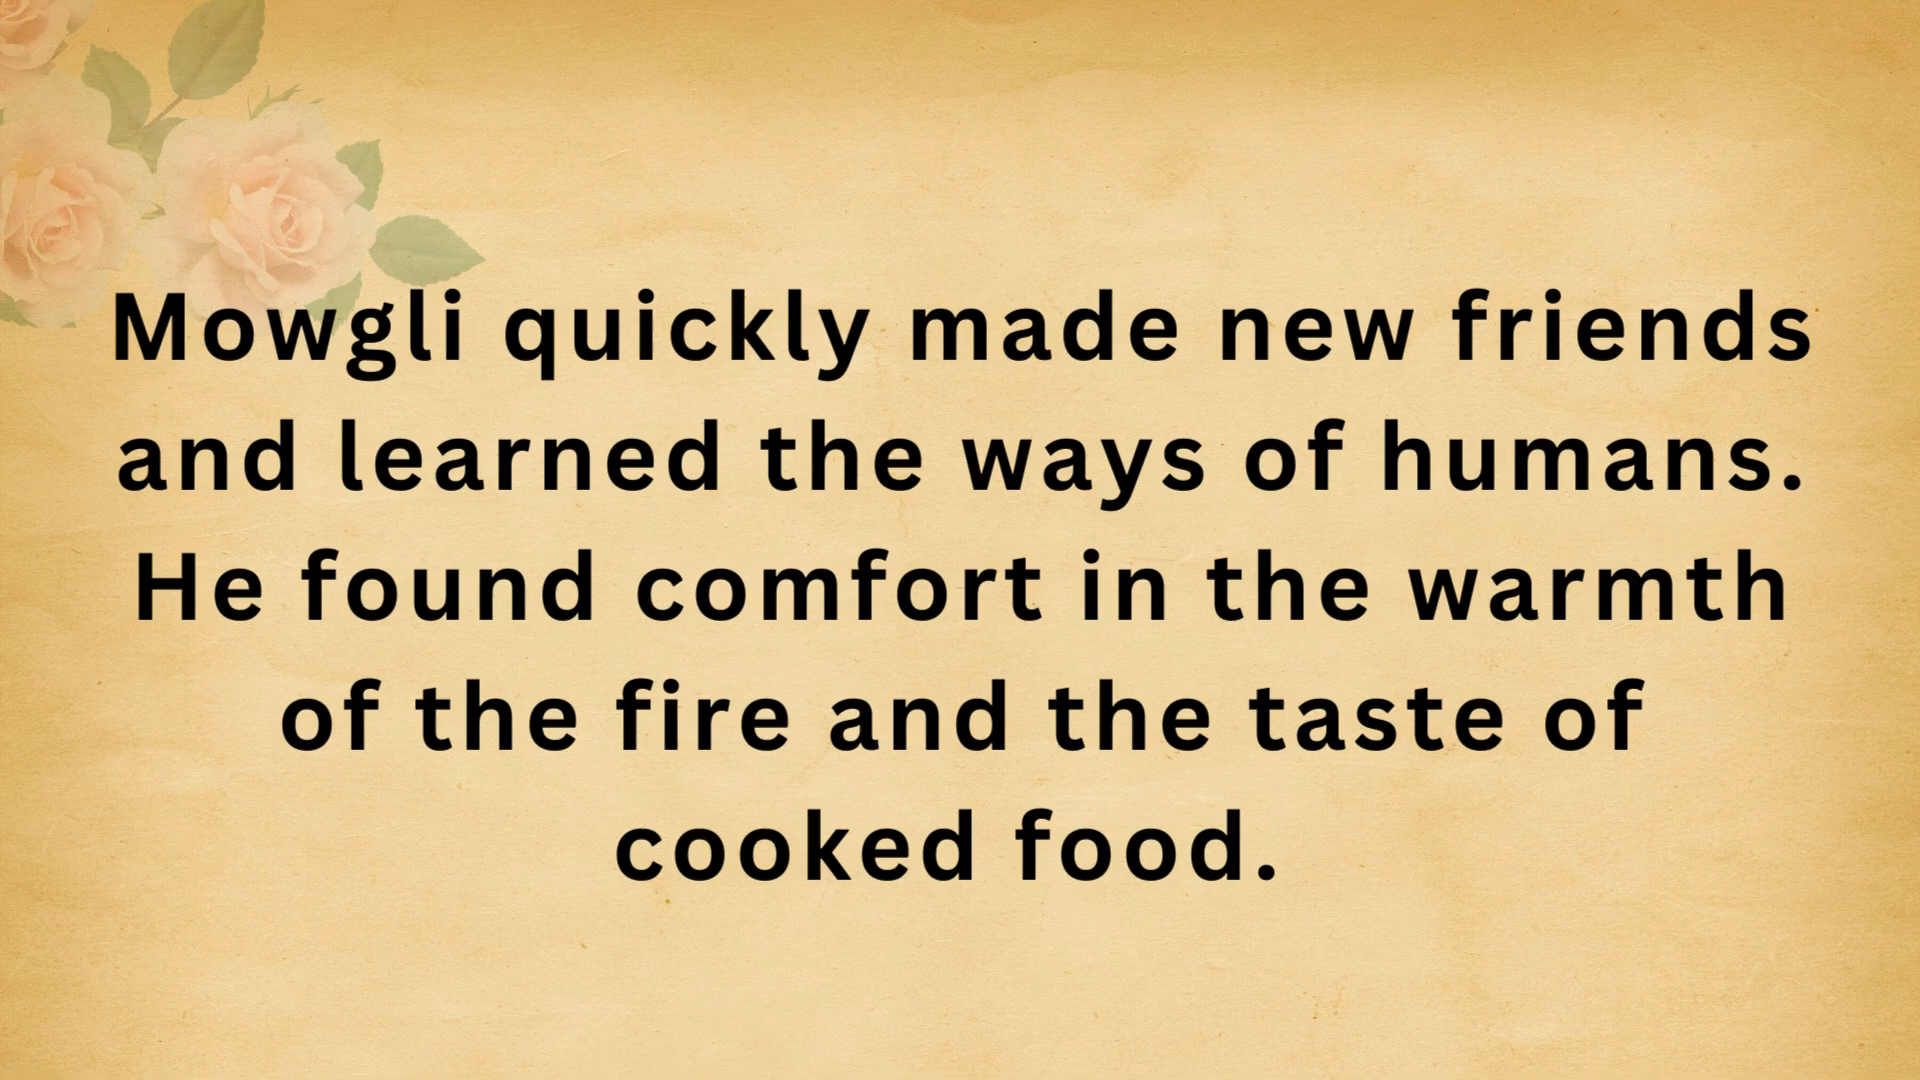 Mowgli quickly made new friends
and learned the ways of humans.
He found comfort in the warmth
of the fire and the taste of
cooked food.